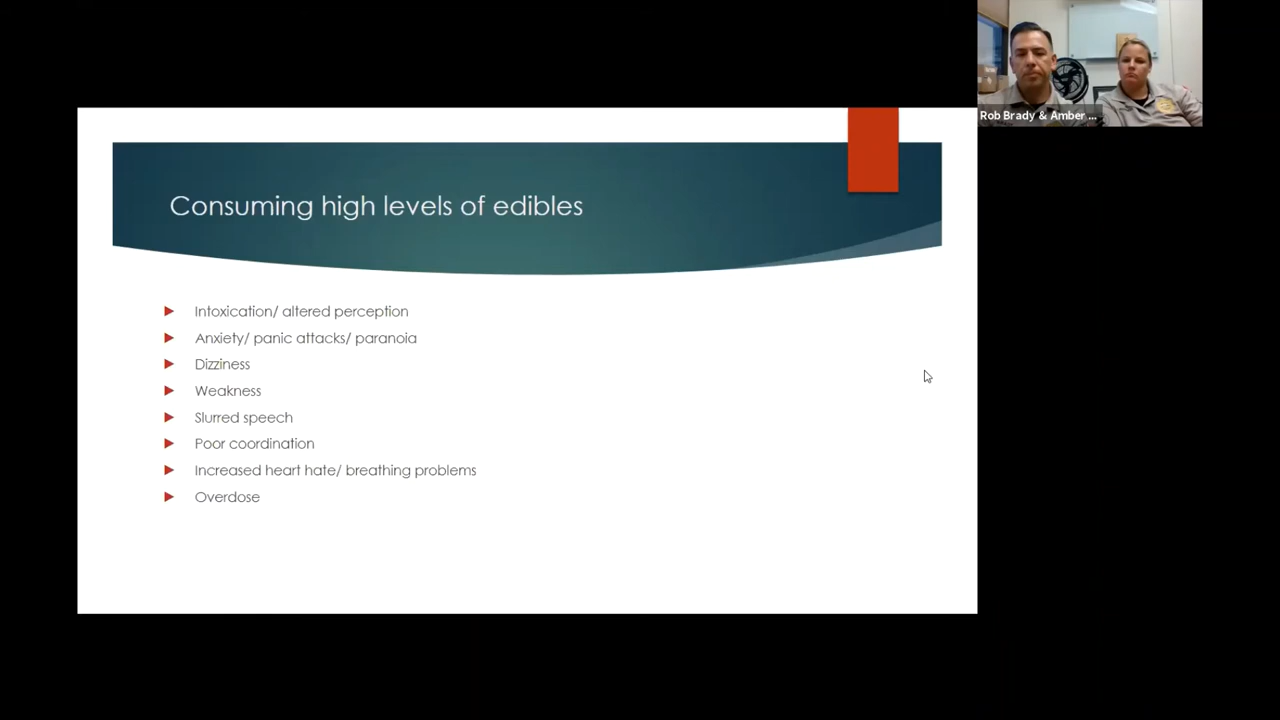 Rob Brady & Amber ...
Consuming high levels of edibles
Intoxication/ altered perception
Anxiety/ panic attacks/ paranoia
Dizziness
Weakness
Slurred speech
Poor coordination
Increased heart hate/ breathing problems
Overdose